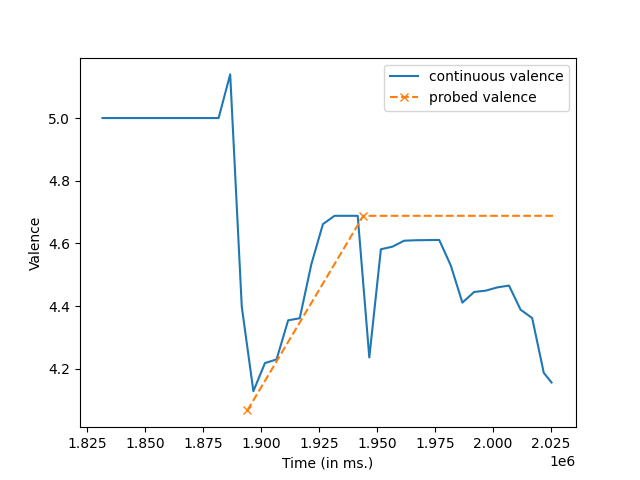 continuous valence
probed valence
5.0
4.8
4.6
4.4
4.2
Valence
1.825
1.850
1.875
1.900
1.925
1.950
1.975
2.000
2.025
Time (in ms.)
1e6